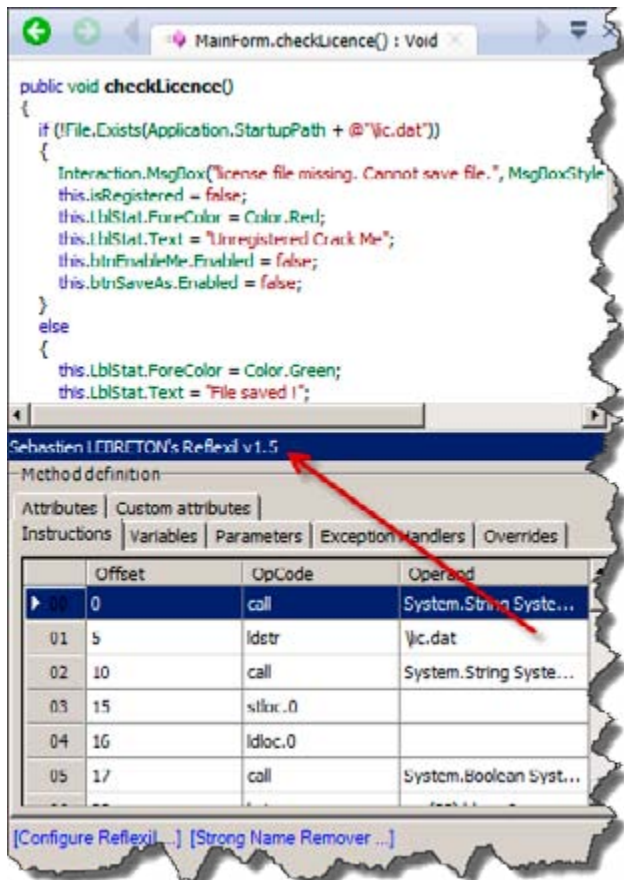 MainForm.checkLicence() : Void
public void checkLicence()
{
if (!File.Exists(Application.StartupPath + @"\lic.dat"))
{
Interaction.MsgBox("license file missing. Cannot save file.", MsgBoxStyle
this.isRegistered = false;
this.LblStat.ForeColor = Color.Red;
this.LblStat.Text = "Unregistered Crack Me";
this.btnEnableMe.Enabled = false;
this.btnSaveAs.Enabled = false;
}
else
{
this.LblStat.ForeColor = Color.Green;
this.LblStat.Text = "File saved !";
Sebastien LEBRETON's Reflexil v1.5
Method definition
Attributes Custom attributes
Instructions Variables Parameters Exception Handlers Overrides
Offset OpCode Operand
00 0 call System.String Syste...
01 5 ldstr \lic.dat
02 10 call System.String Syste...
03 15 stloc.0
04 16 ldloc.0
05 17 call System.Boolean Syst...
[Configure Reflexil ...] [Strong Name Remover ...]